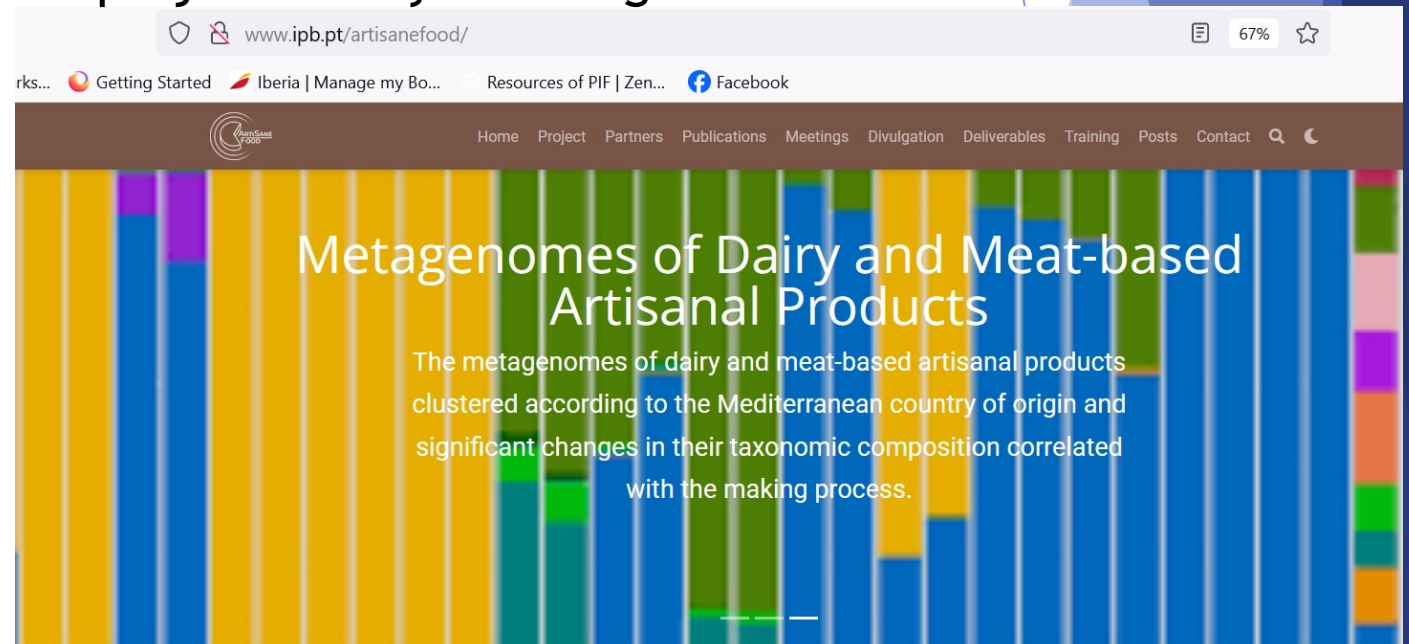 www.ipb.pt/artisanefood/
67%
rks... Getting Started Iberia | Manage my Bo... Resources of PIF | Zen... Facebook
ARTISANE FOOD
Home Project Partners Publications Meetings Divulgation Deliverables Training Posts Contact
Metagenomes of Dairy and Meat-based
Artisanal Products
The metagenomes of dairy and meat-based artisanal products
clustered according to the Mediterranean country of origin and
significant changes in their taxonomic composition correlated
with the making process.